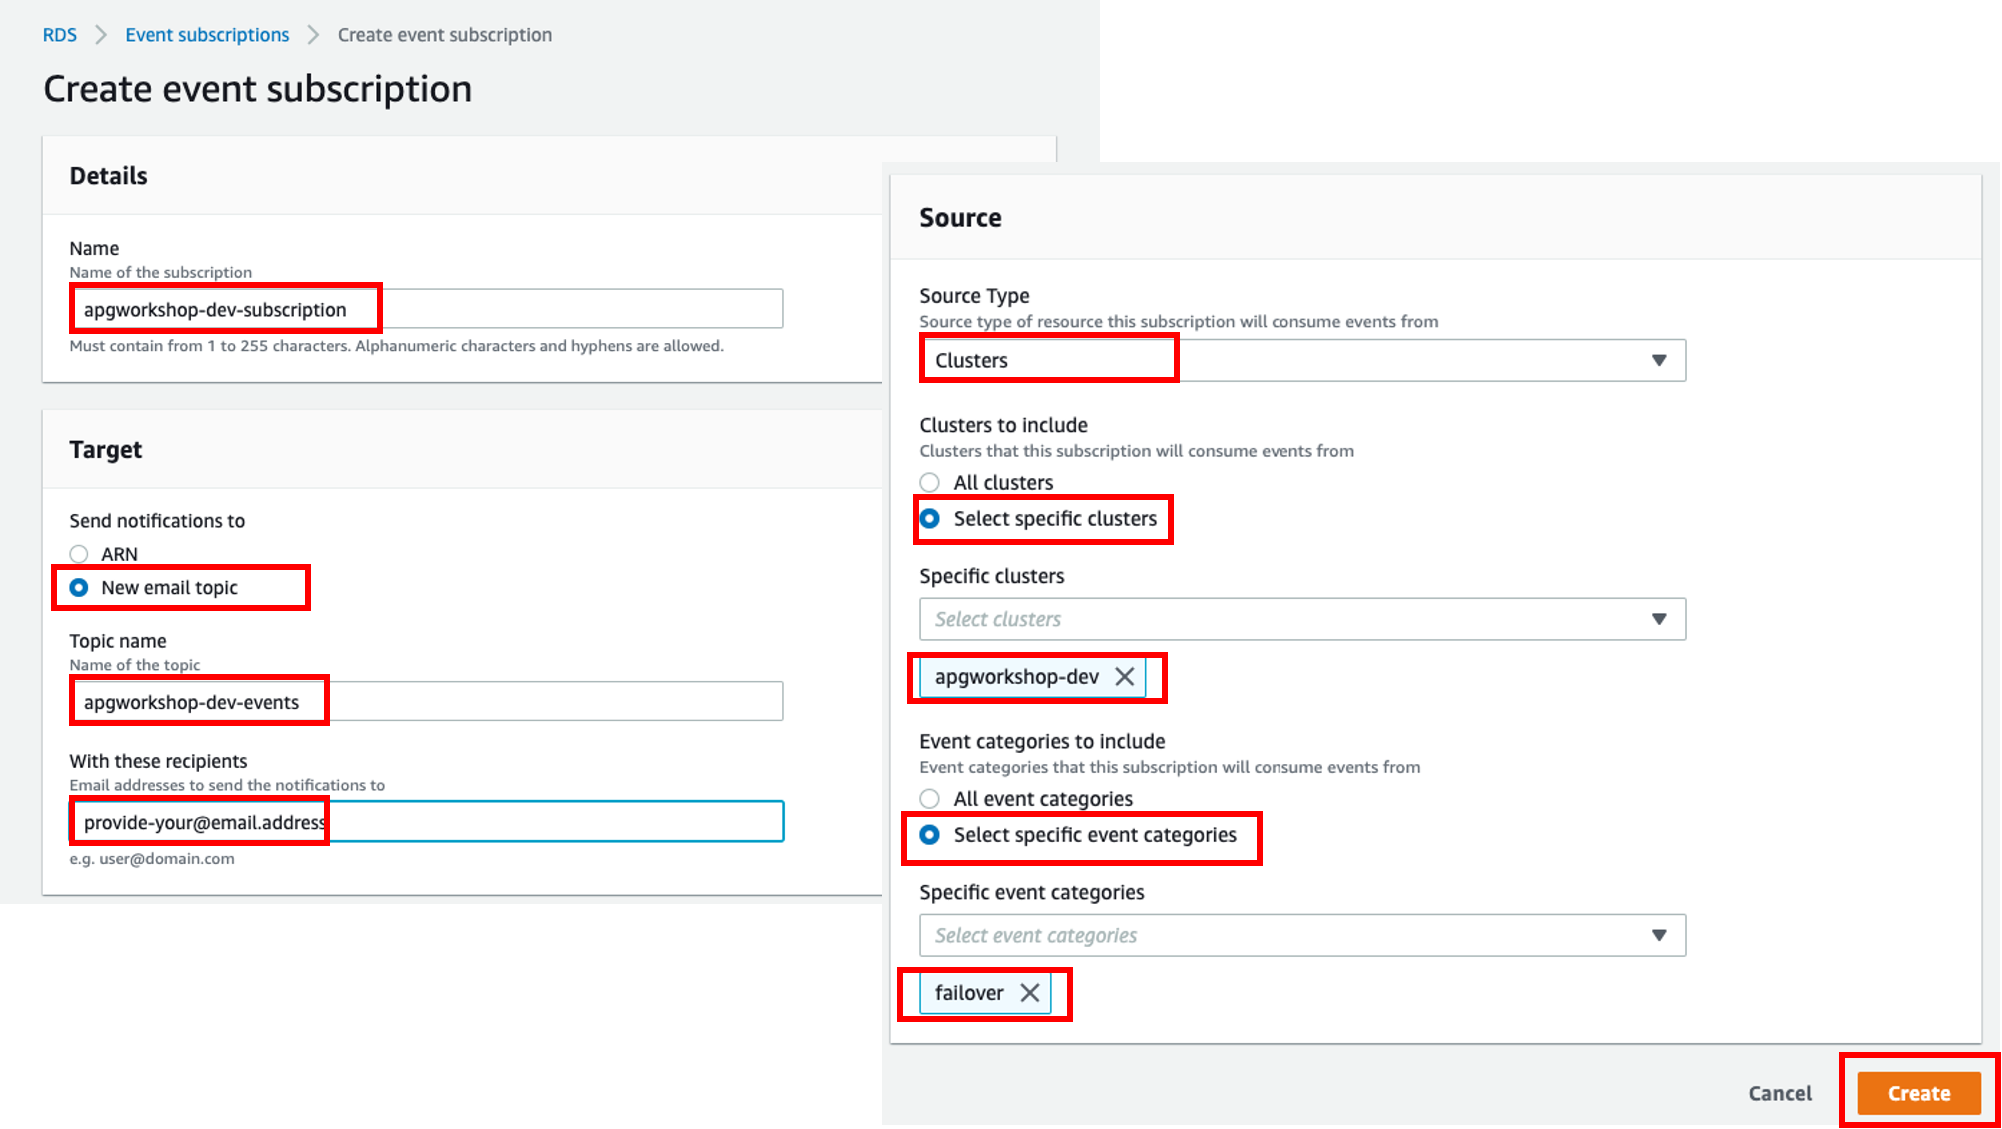 RDS > Event subscriptions > Create event subscription
Create event subscription
Details
Name
Name of the subscription
apgworkshop-dev-subscription
Must contain from 1 to 255 characters. Alphanumeric characters and hyphens are allowed.
Target
Send notifications to
ARN
New email topic
Topic name
Name of the topic
apgworkshop-dev-events
With these recipients
Email addresses to send the notifications to
provide-your@email.address
e.g. user@domain.com
Source
Source Type
Source type of resource this subscription will consume events from
Clusters
Clusters to include
Clusters that this subscription will consume events from
All clusters
Select specific clusters
Specific clusters
Select clusters
apgworkshop-dev
Event categories to include
Event categories that this subscription will consume events from
All event categories
Select specific event categories
Specific event categories
Select event categories
failover
Cancel
Create